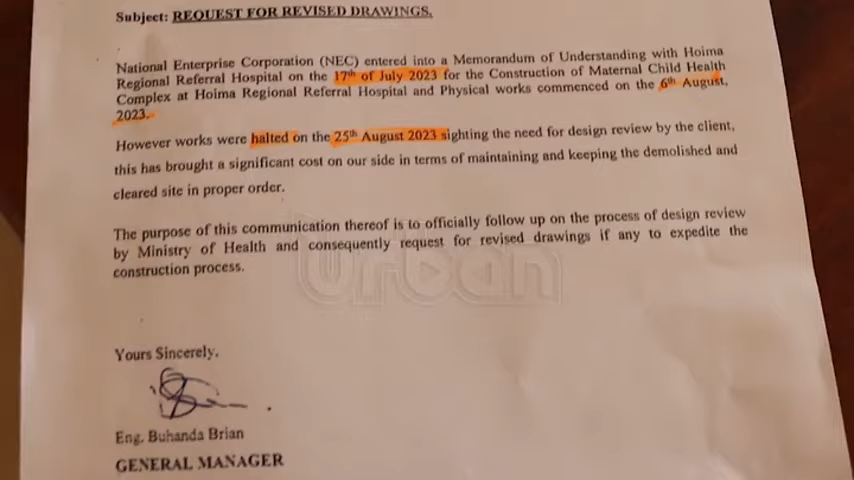 Subject: REQUEST FOR REVISED DRAWINGS.
National Enterprise Corporation (NEC) entered into a Memorandum of Understanding with Hoima
Regional Referral Hospital on the 17th of July 2023 for the Construction of Maternal Child Health
Complex at Hoima Regional Referral Hospital and Physical works commenced on the 6th August,
2023.
However works were halted on the 25th August 2023 sighting the need for design review by the client,
this has brought a significant cost on our side in terms of maintaining and keeping the demolished and
cleared site in proper order.
The purpose of this communication thereof is to officially follow up on the process of design review
by Ministry of Health and consequently request for revised drawings if any to expedite the
construction process.
Urban
Yours Sincerely.
Eng. Buhanda Brian
GENERAL MANAGER